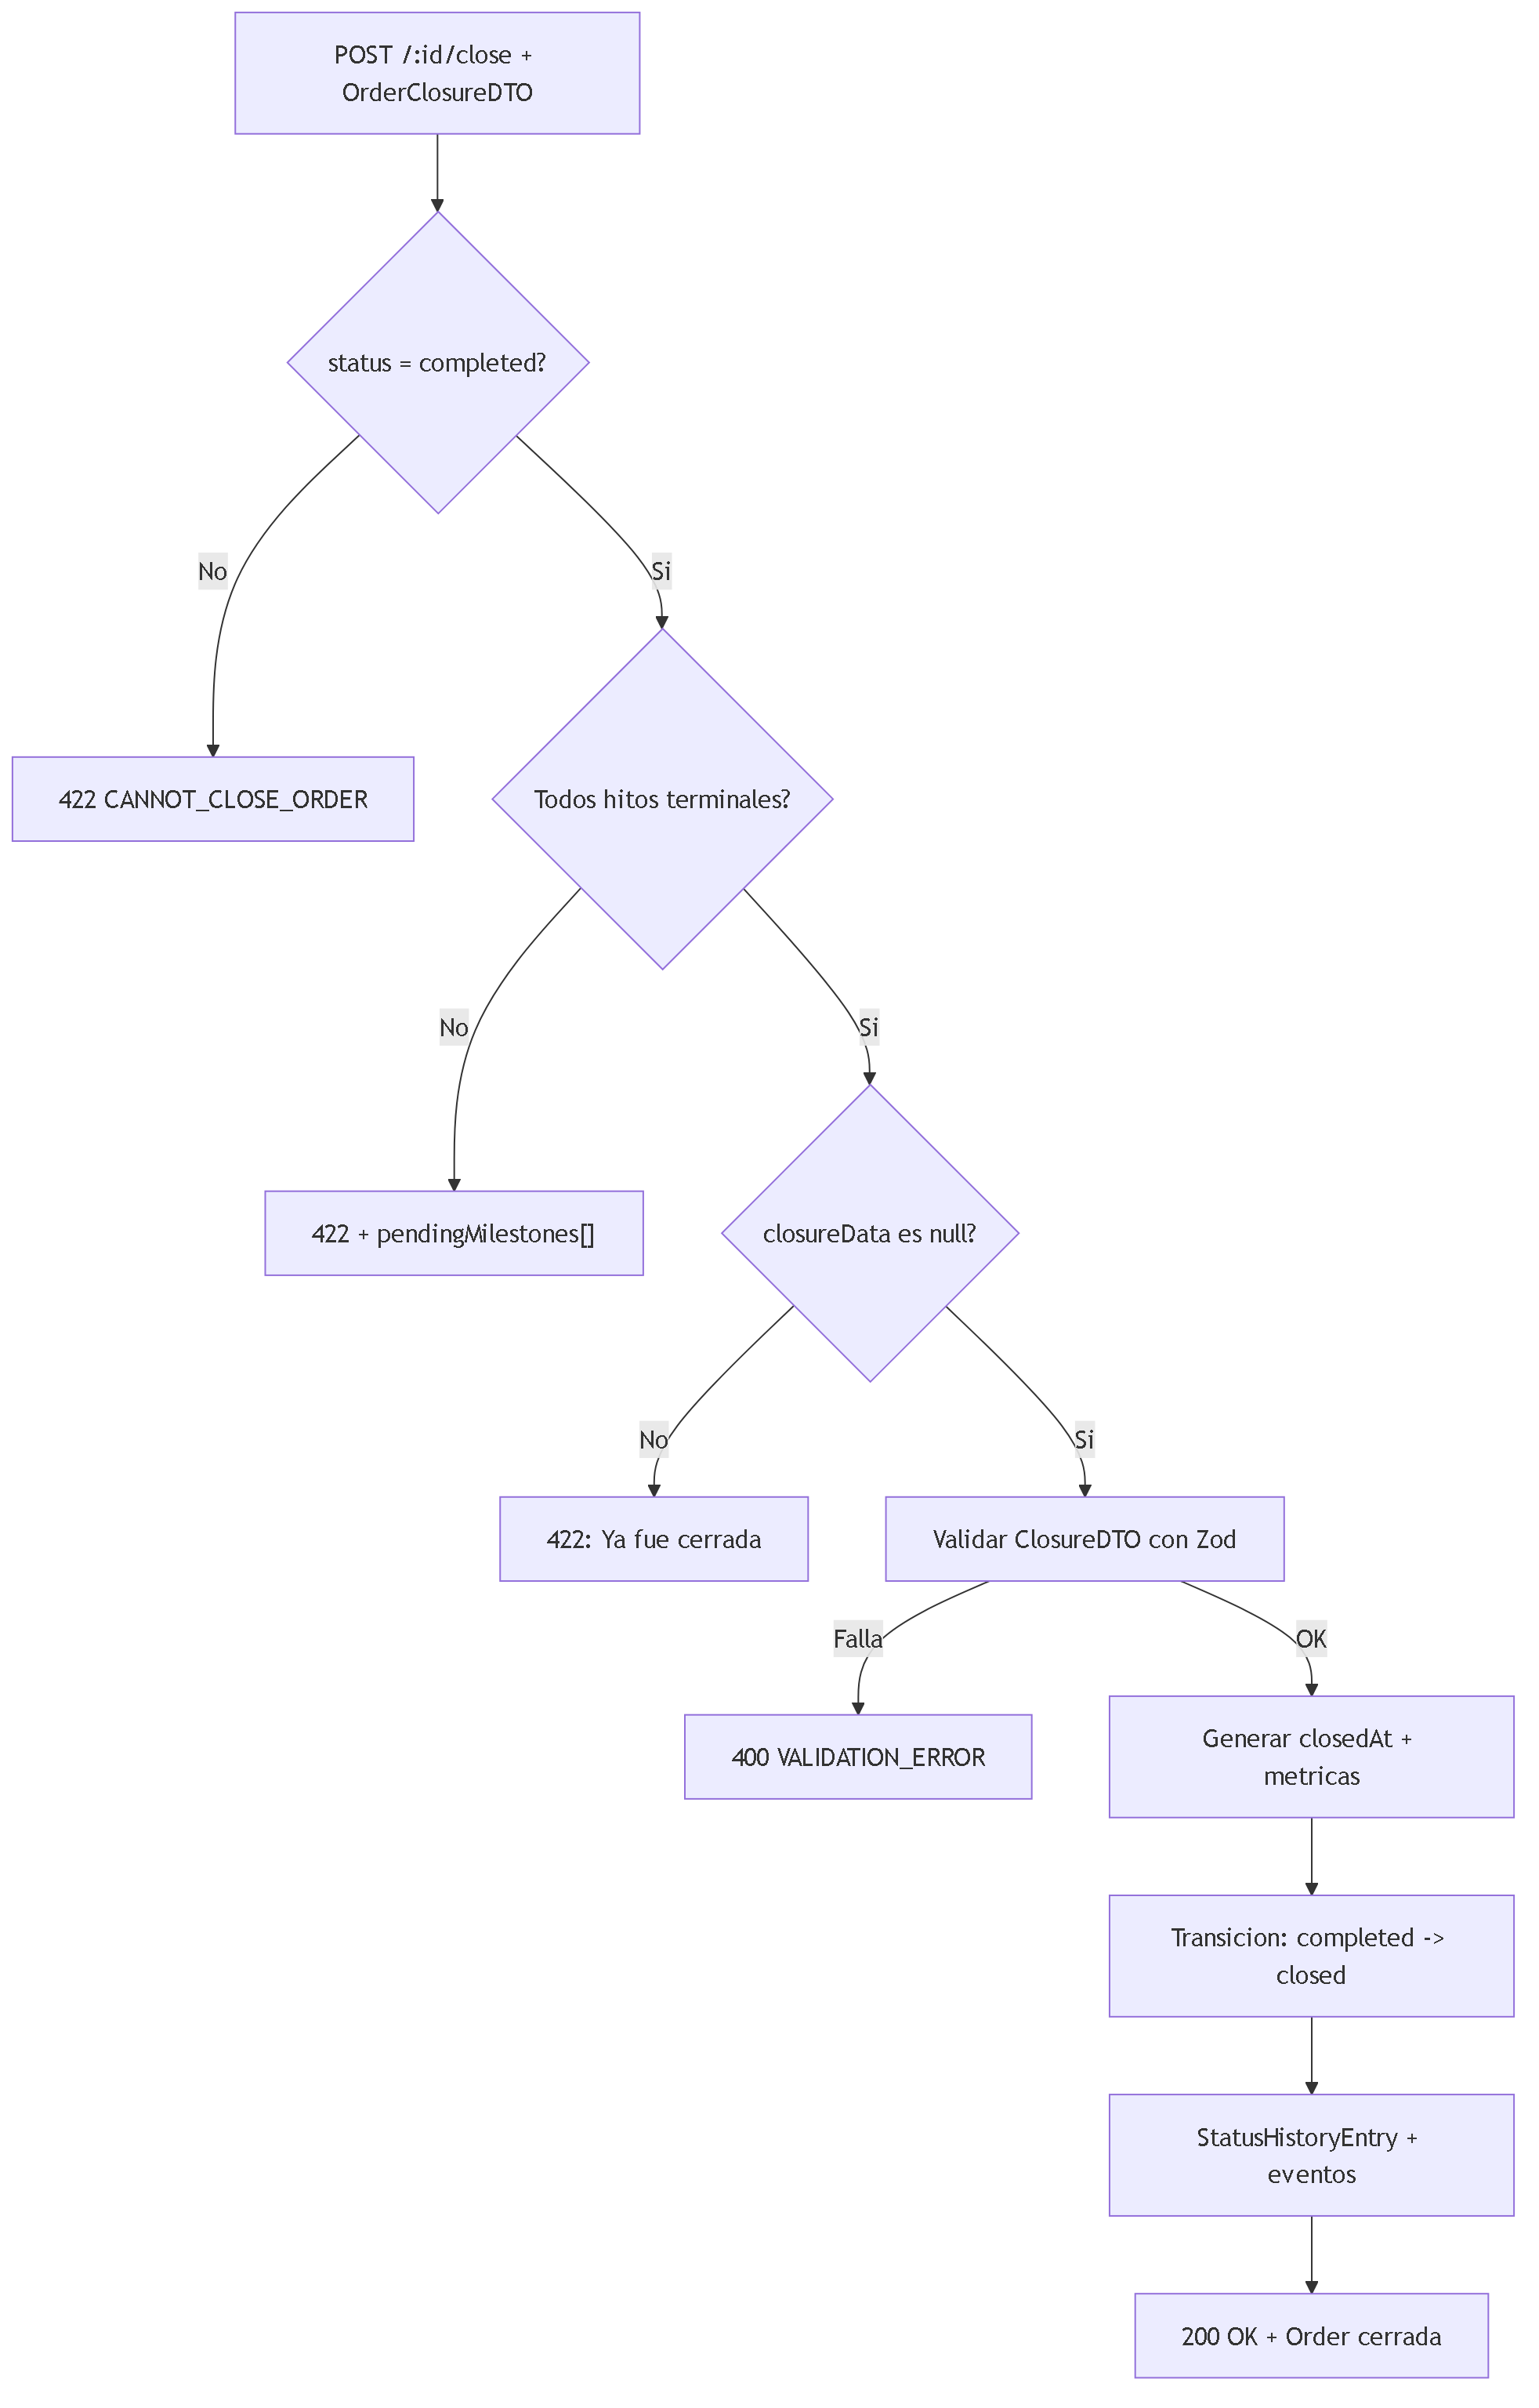 POST /:id/close +
OrderClosureDTO
status = completed?
No
Si
422 CANNOT_CLOSE_ORDER
Todos hitos terminales?
No
Si
422 + pendingMilestones[]
closureData es null?
No
Si
422: Ya fue cerrada
Validar ClosureDTO con Zod
Falla
OK
400 VALIDATION_ERROR
Generar closedAt +
metricas
Transicion: completed ->
closed
StatusHistoryEntry +
eventos
200 OK + Order cerrada